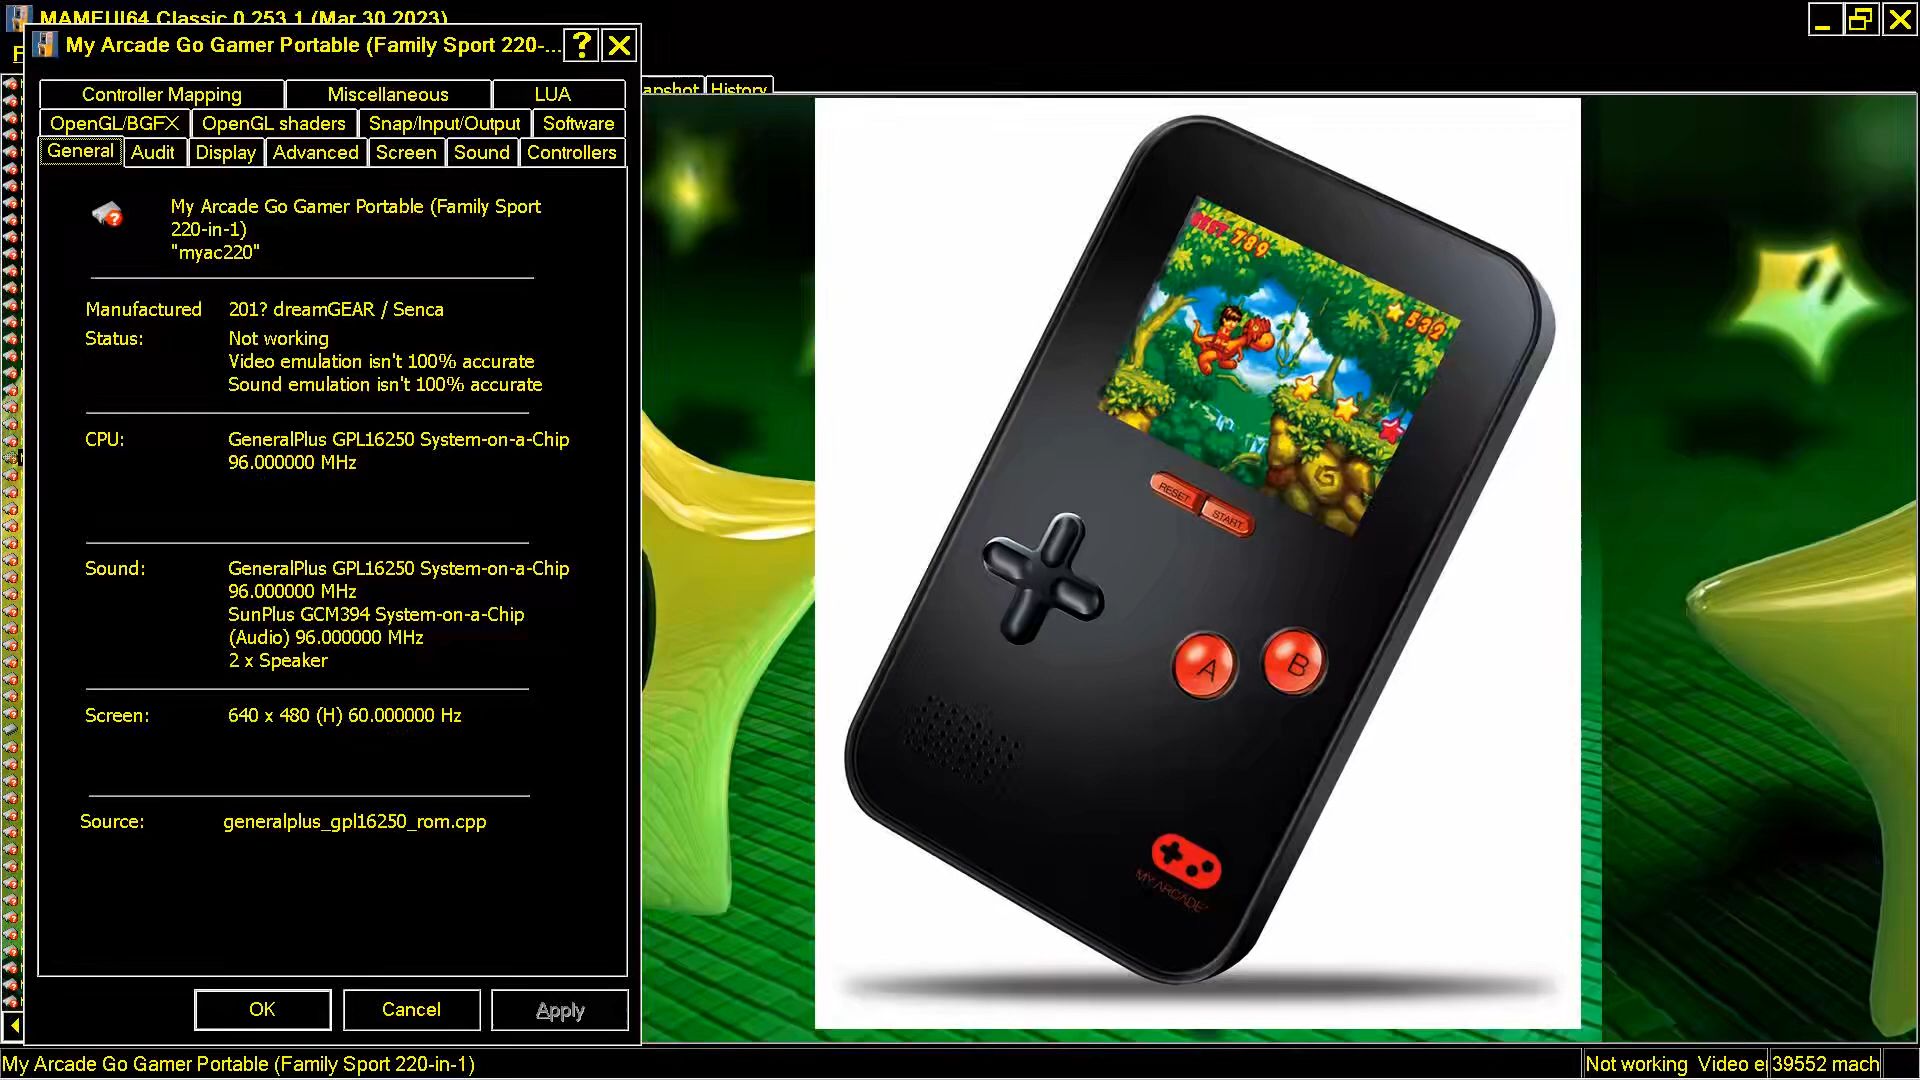 MAMEUI64 Classic 0.253.1 (Mar 30 2023)
My Arcade Go Gamer Portable (Family Sport 220-...
?
Controller Mapping Miscellaneous LUA
OpenGL/BGFX OpenGL shaders Snap/Input/Output Software
General Audit Display Advanced Screen Sound Controllers
apshot History
My Arcade Go Gamer Portable (Family Sport
220-in-1)
"myac220"
Manufactured 201? dreamGEAR / Senca
Status: Not working
Video emulation isn't 100% accurate
Sound emulation isn't 100% accurate
CPU: GeneralPlus GPL16250 System-on-a-Chip
96.000000 MHz
Sound: GeneralPlus GPL16250 System-on-a-Chip
96.000000 MHz
SunPlus GCM394 System-on-a-Chip
(Audio) 96.000000 MHz
2 x Speaker
Screen: 640 x 480 (H) 60.000000 Hz
Source: generalplus_gpl16250_rom.cpp
OK Cancel Apply
BEST 789
532
RESET START
A B
MY ARCADE
My Arcade Go Gamer Portable (Family Sport 220-in-1)
Not working Video e 39552 mach